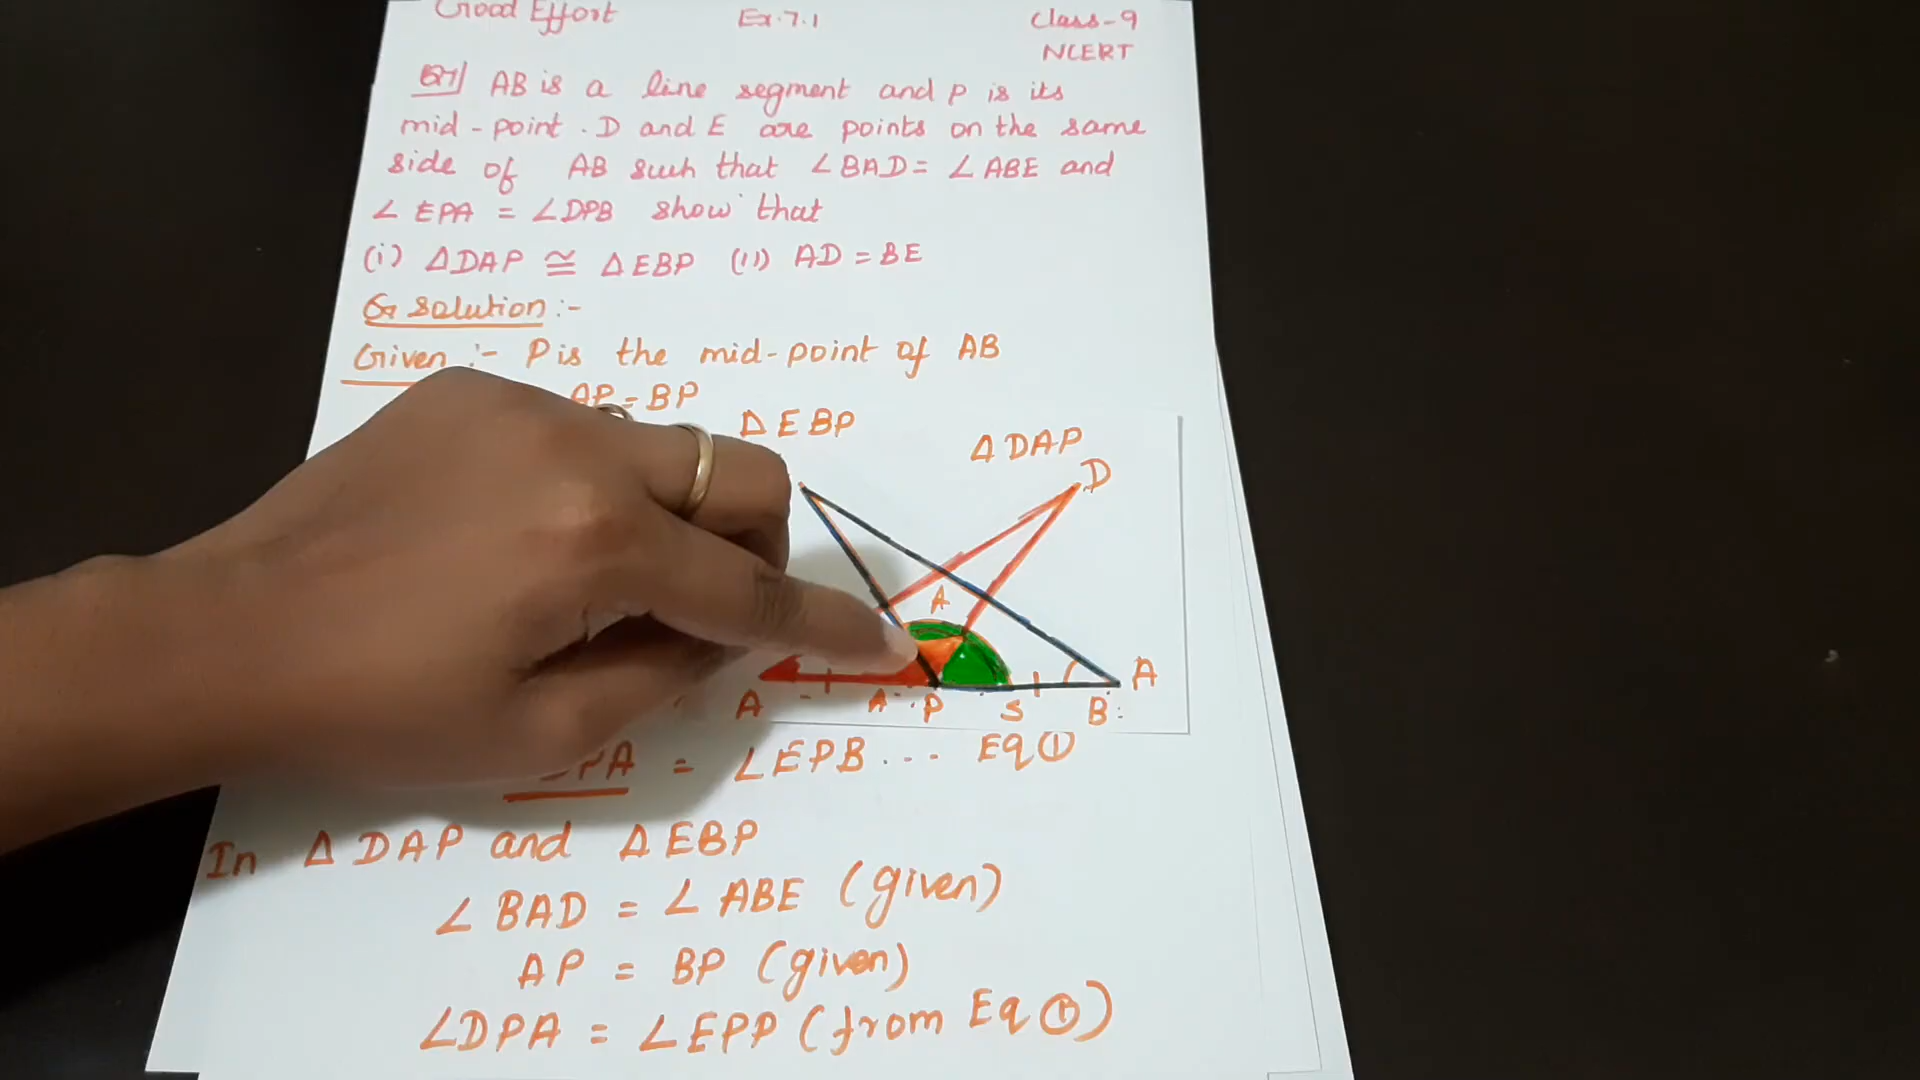 Good Effort Ex.7.1 Class-9
NCERT
Q7 AB is a line segment and P is its
mid-point. D and E are points on the same
side of AB such that ∠BAD = ∠ABE and
∠EPA = ∠DPB show that
(i) ΔDAP ≅ ΔEBP (ii) AD = BE
Solution :-
Given :- P is the mid-point of AB
AP = BP
ΔEBP
ΔDAP
D
A
A
A A P S B
PA = ∠EPB ... Eq ①
In ΔDAP and ΔEBP
∠BAD = ∠ABE (given)
AP = BP (given)
∠DPA = ∠EPP (from Eq ①)